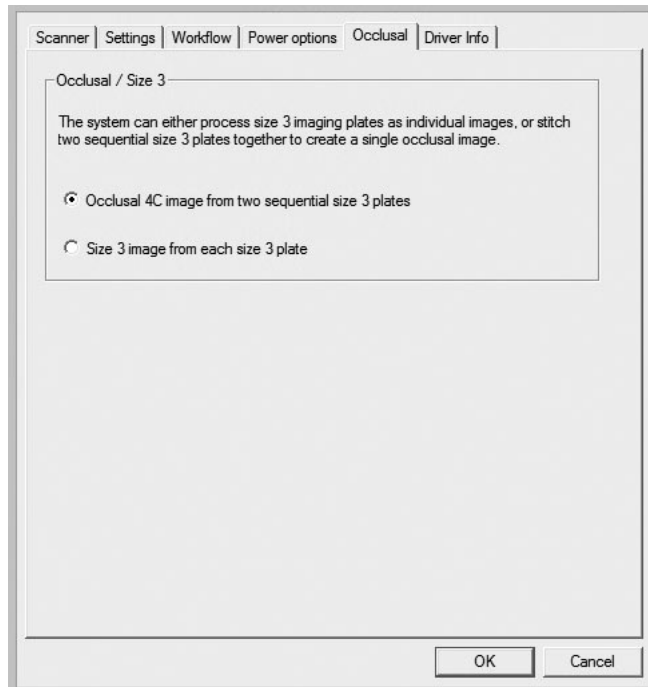 Scanner | Settings | Workflow | Power options | Occlusal | Driver Info
Occlusal / Size 3
The system can either process size 3 imaging plates as individual images, or stitch
two sequential size 3 plates together to create a single occlusal image.
Occlusal 4C image from two sequential size 3 plates
Size 3 image from each size 3 plate
OK Cancel